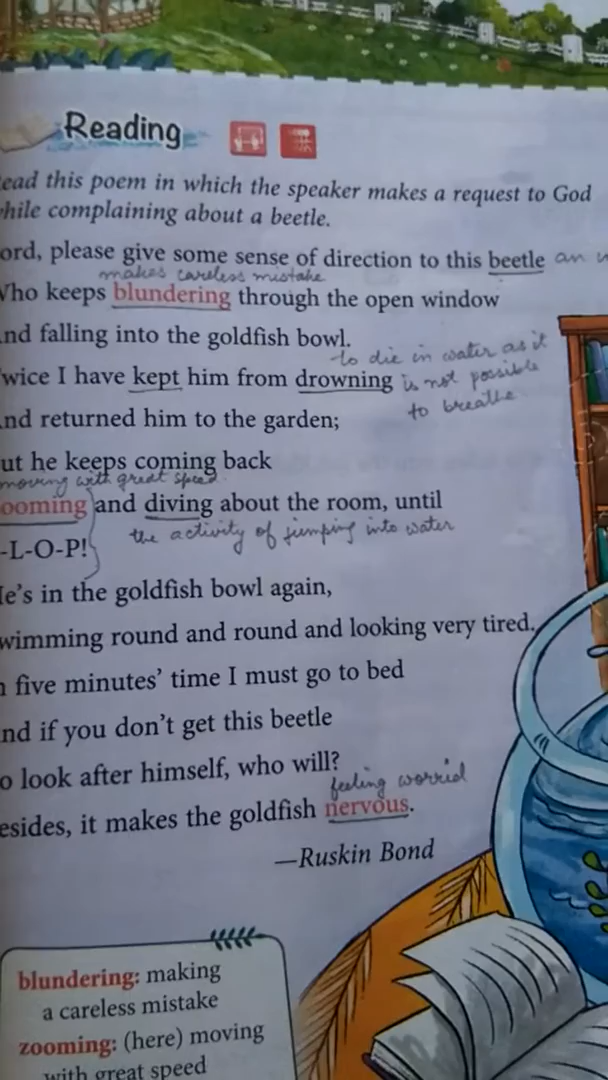 Reading
ead this poem in which the speaker makes a request to God
hile complaining about a beetle.
ord, please give some sense of direction to this beetle an
makes careless mistake
Who keeps blundering through the open window
nd falling into the goldfish bowl.
to die in water as it
wice I have kept him from drowning is not possible
to breathe
nd returned him to the garden;
ut he keeps coming back
moving with great speed
ooming and diving about the room, until
the activity of jumping into water
-L-O-P!
He's in the goldfish bowl again,
wimming round and round and looking very tired.
n five minutes' time I must go to bed
nd if you don't get this beetle
o look after himself, who will?
feeling worried
esides, it makes the goldfish nervous.
—Ruskin Bond
blundering: making
a careless mistake
zooming: (here) moving
with great speed